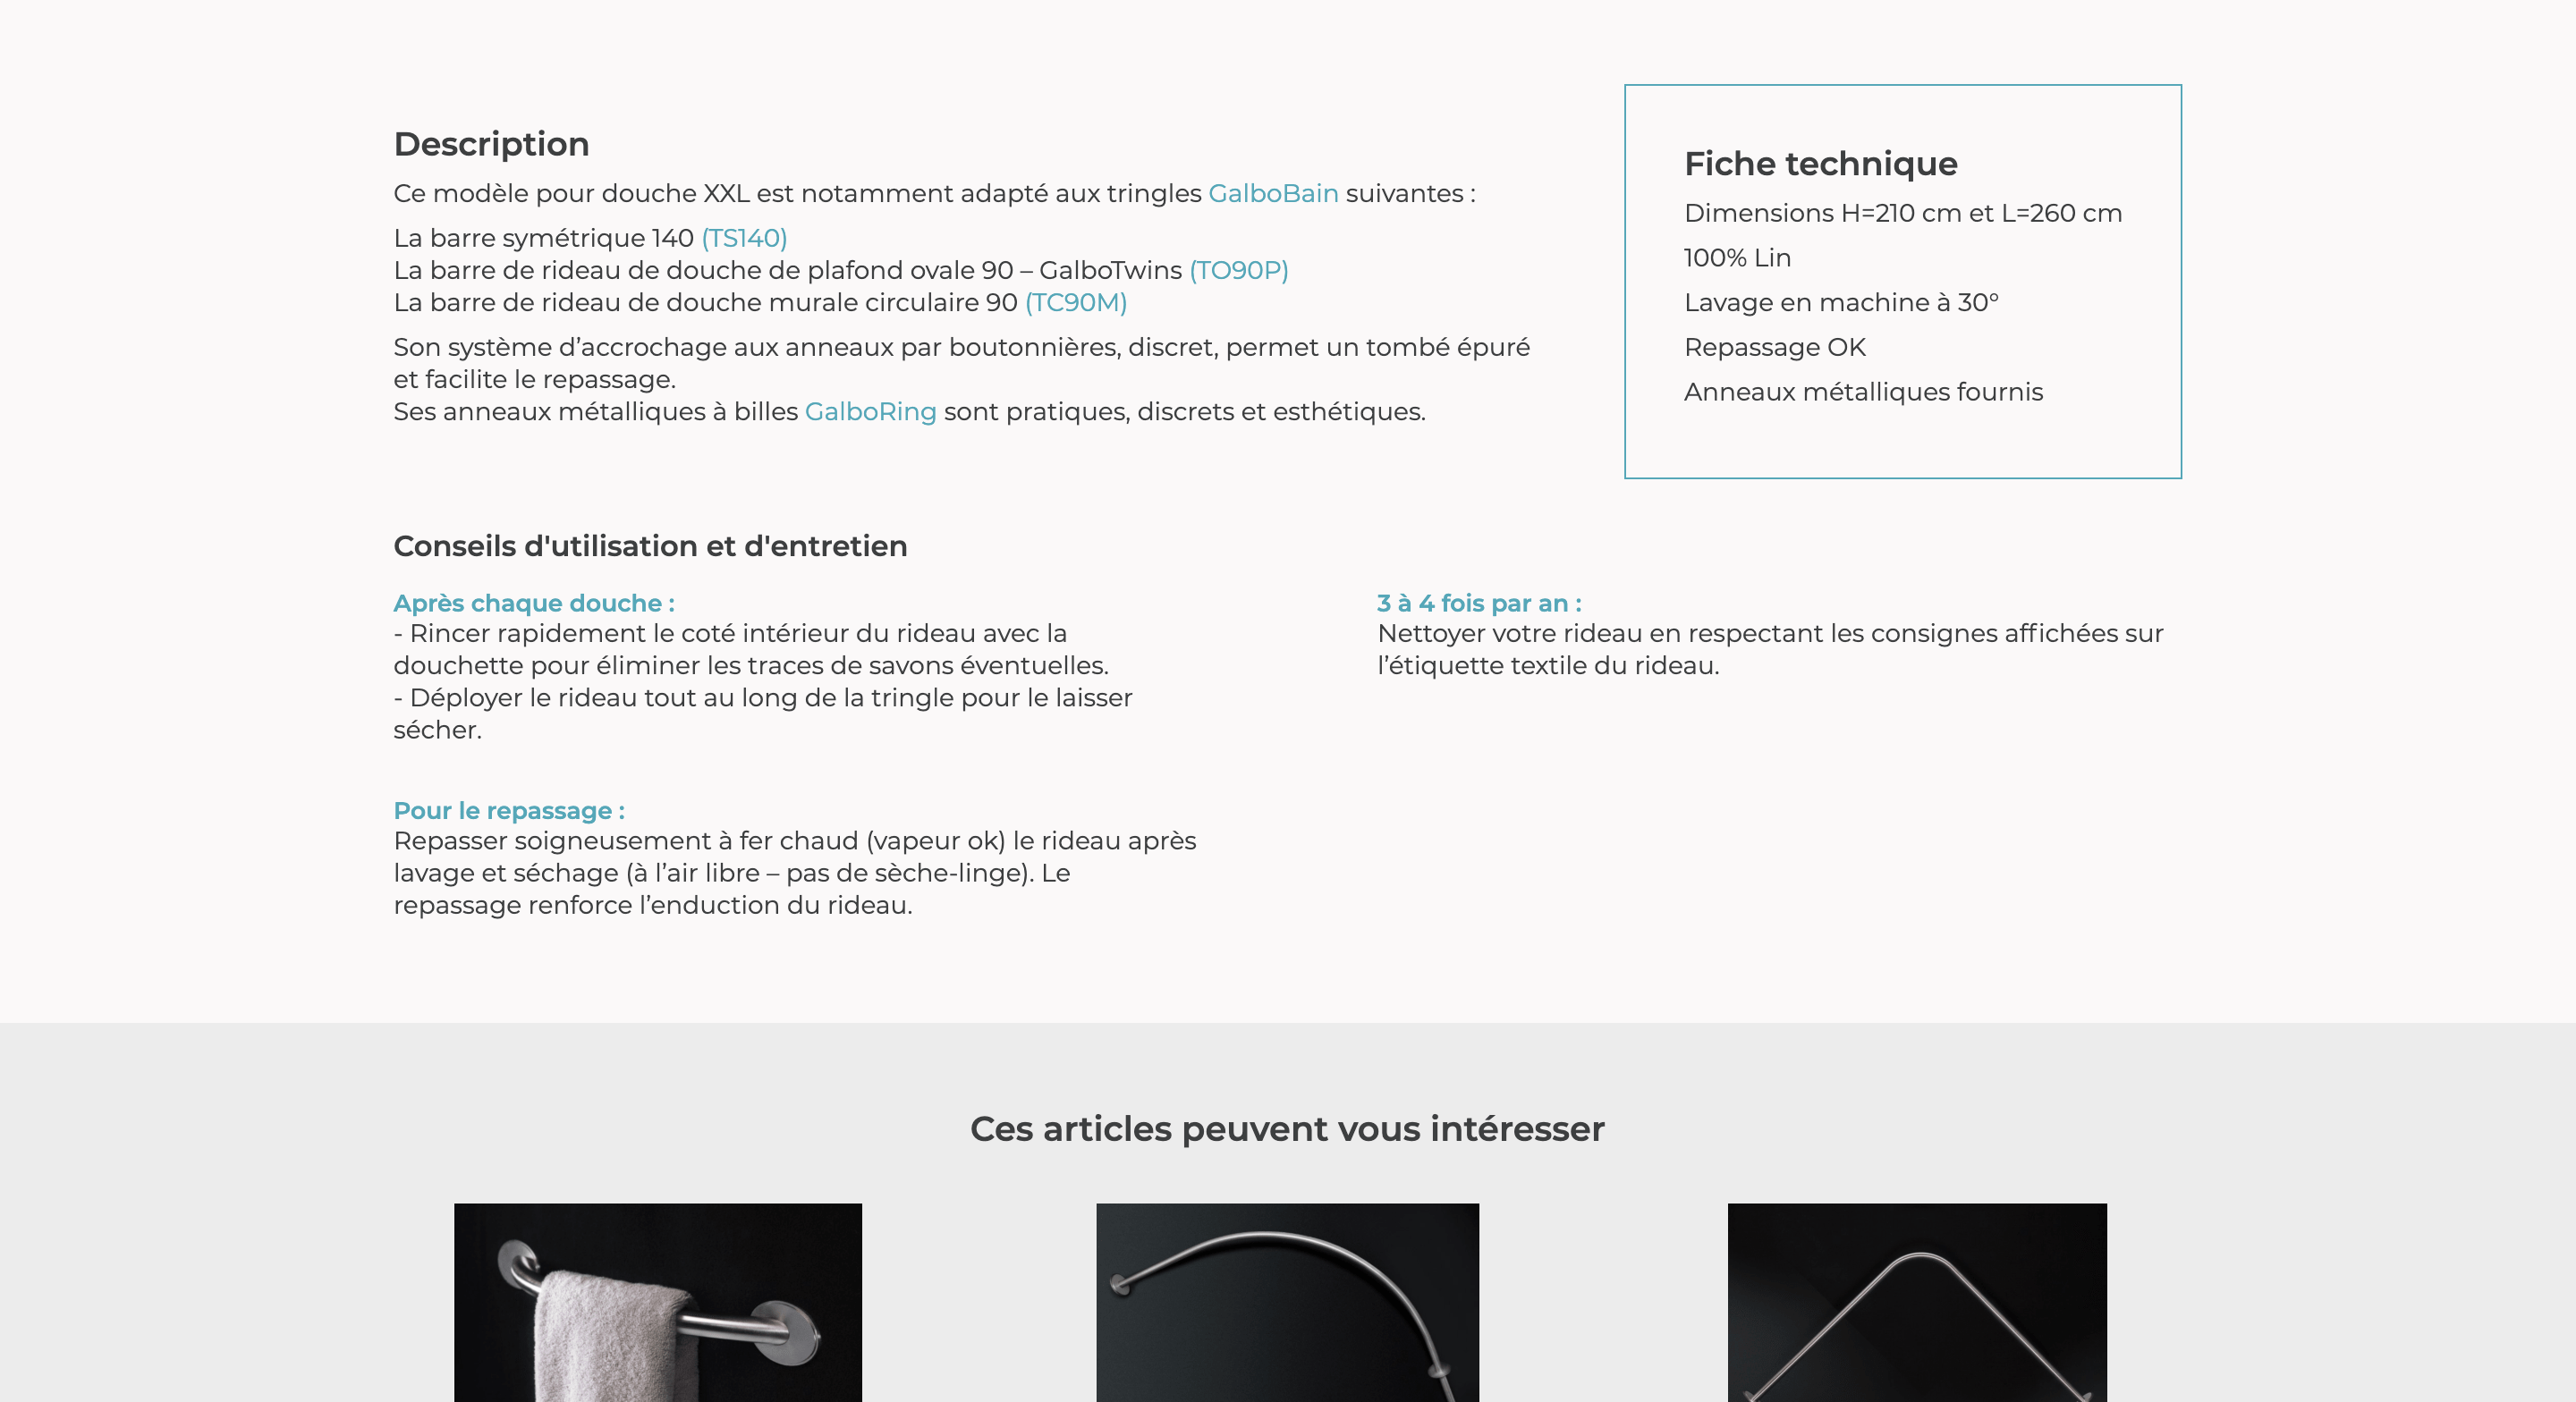 Description
Ce modèle pour douche XXL est notamment adapté aux tringles GalboBain suivantes :
La barre symétrique 140 (TS140)
La barre de rideau de douche de plafond ovale 90 – GalboTwins (TO90P)
La barre de rideau de douche murale circulaire 90 (TC90M)
Son système d’accrochage aux anneaux par boutonnières, discret, permet un tombé épuré
et facilite le repassage.
Ses anneaux métalliques à billes GalboRing sont pratiques, discrets et esthétiques.
Fiche technique
Dimensions H=210 cm et L=260 cm
100% Lin
Lavage en machine à 30°
Repassage OK
Anneaux métalliques fournis
Conseils d'utilisation et d'entretien
Après chaque douche :
- Rincer rapidement le coté intérieur du rideau avec la
douchette pour éliminer les traces de savons éventuelles.
- Déployer le rideau tout au long de la tringle pour le laisser
sécher.
3 à 4 fois par an :
Nettoyer votre rideau en respectant les consignes affichées sur
l’étiquette textile du rideau.
Pour le repassage :
Repasser soigneusement à fer chaud (vapeur ok) le rideau après
lavage et séchage (à l’air libre – pas de sèche-linge). Le
repassage renforce l’enduction du rideau.
Ces articles peuvent vous intéresser